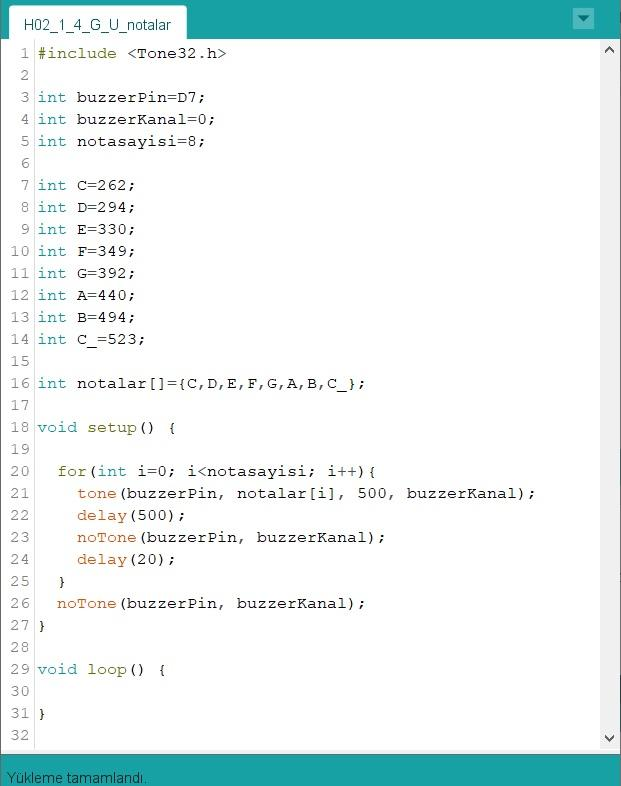 H02_1_4_G_U_notalar
1 #include <Tone32.h>
2
3 int buzzerPin=D7;
4 int buzzerKanal=0;
5 int notasayisi=8;
6
7 int C=262;
8 int D=294;
9 int E=330;
10 int F=349;
11 int G=392;
12 int A=440;
13 int B=494;
14 int C_=523;
15
16 int notalar[]={C,D,E,F,G,A,B,C_};
17
18 void setup() {
19
20   for(int i=0; i<notasayisi; i++){
21     tone(buzzerPin, notalar[i], 500, buzzerKanal);
22     delay(500);
23     noTone(buzzerPin, buzzerKanal);
24     delay(20);
25   }
26   noTone(buzzerPin, buzzerKanal);
27 }
28
29 void loop() {
30
31 }
32
Yükleme tamamlandı.